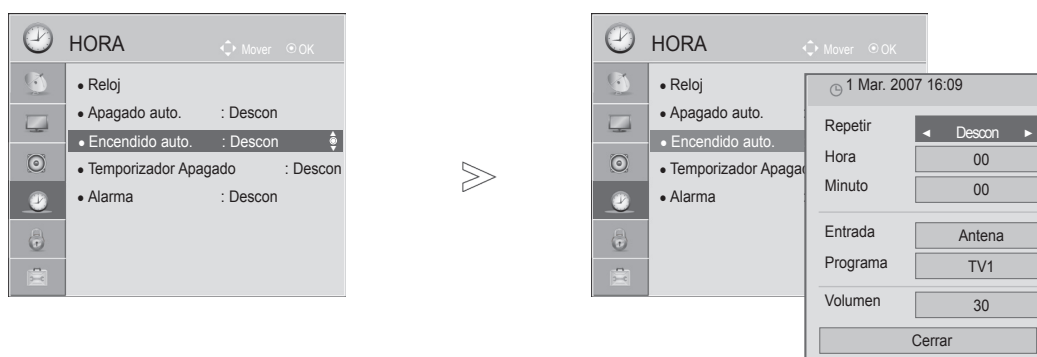 HORA
Mover
OK
• Reloj
• Apagado auto. : Descon
• Encendido auto. : Descon
• Temporizador Apagado : Descon
• Alarma : Descon
HORA
Mover
OK
• Reloj
• Apagado auto. :
• Encendido auto.
• Temporizador Apagad
• Alarma :
1 Mar. 2007 16:09
Repetir ◄ Descon ►
Hora 00
Minuto 00
Entrada Antena
Programa TV1
Volumen 30
Cerrar